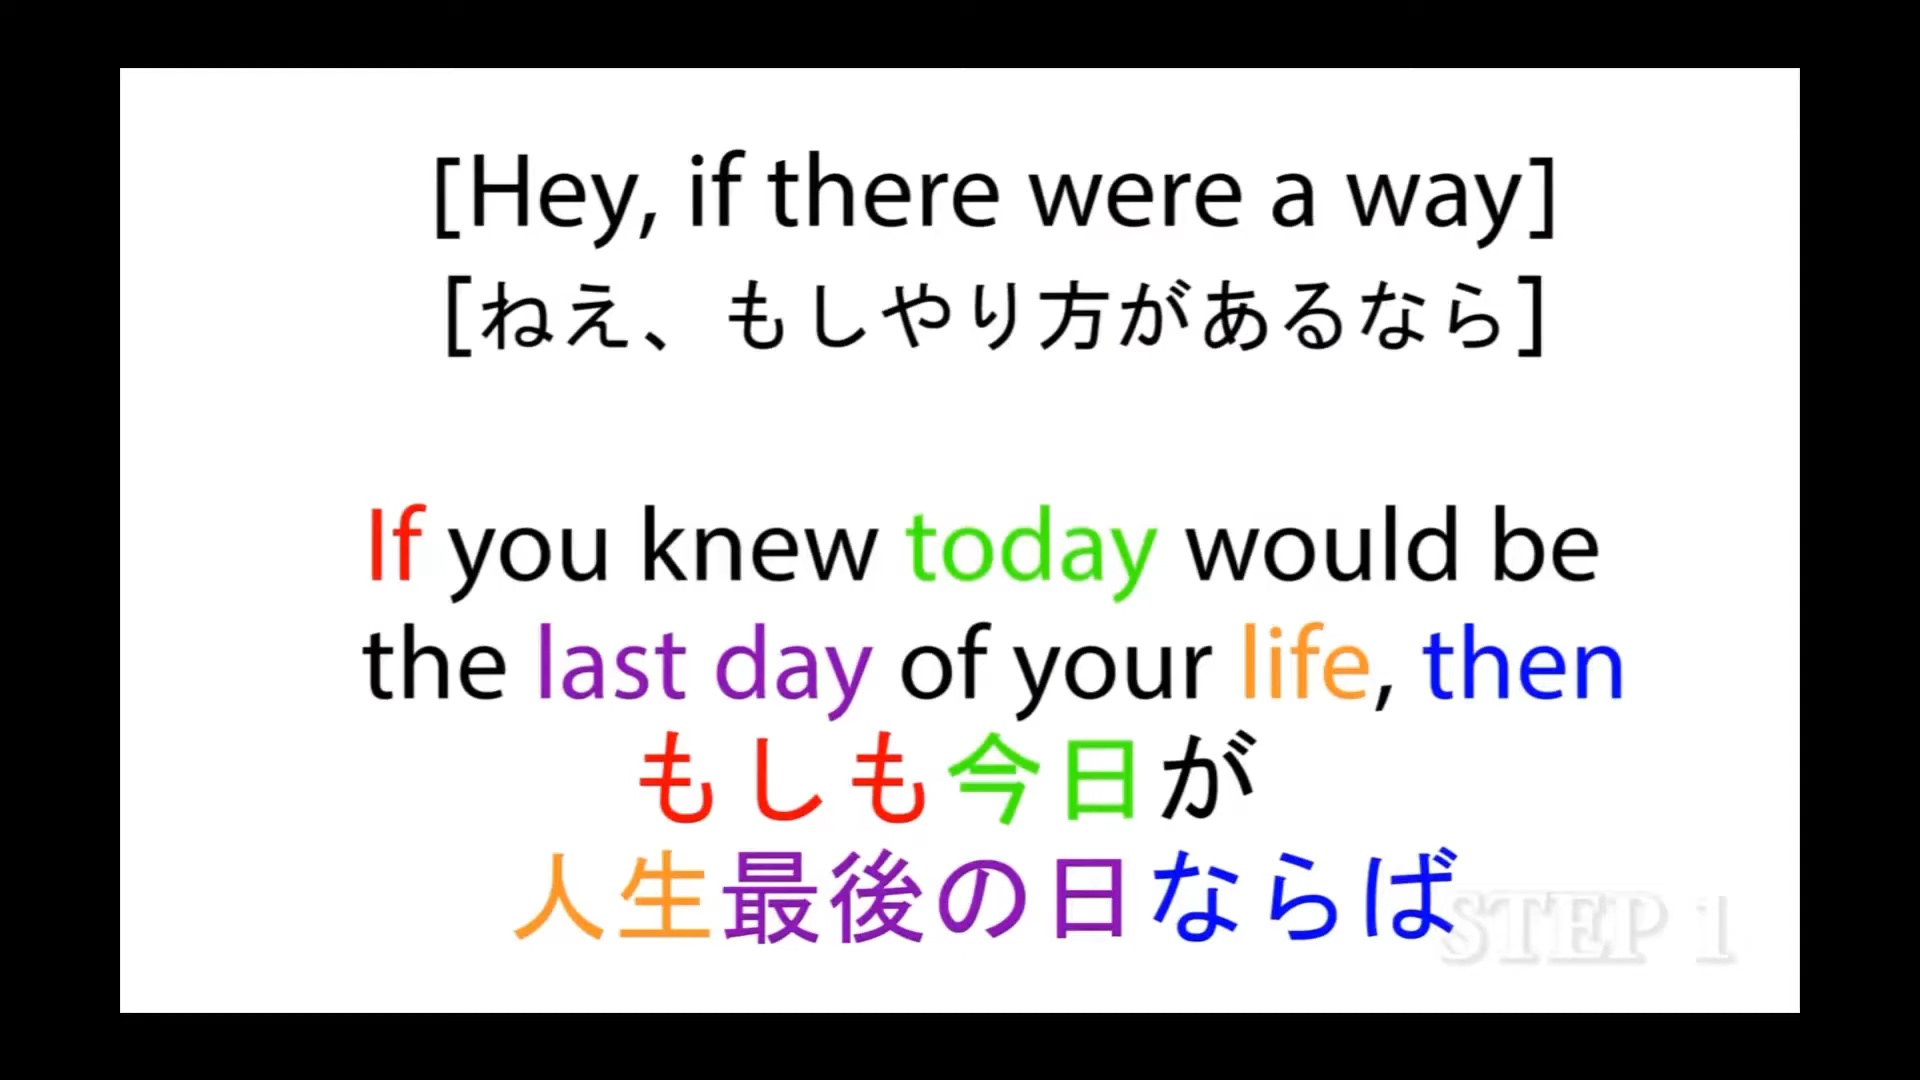 [Hey, if there were a way]
[ねえ、もしやり方があるなら]
If you knew today would be
the last day of your life, then
もしも今日が
人生最後の日ならば
STEP 1